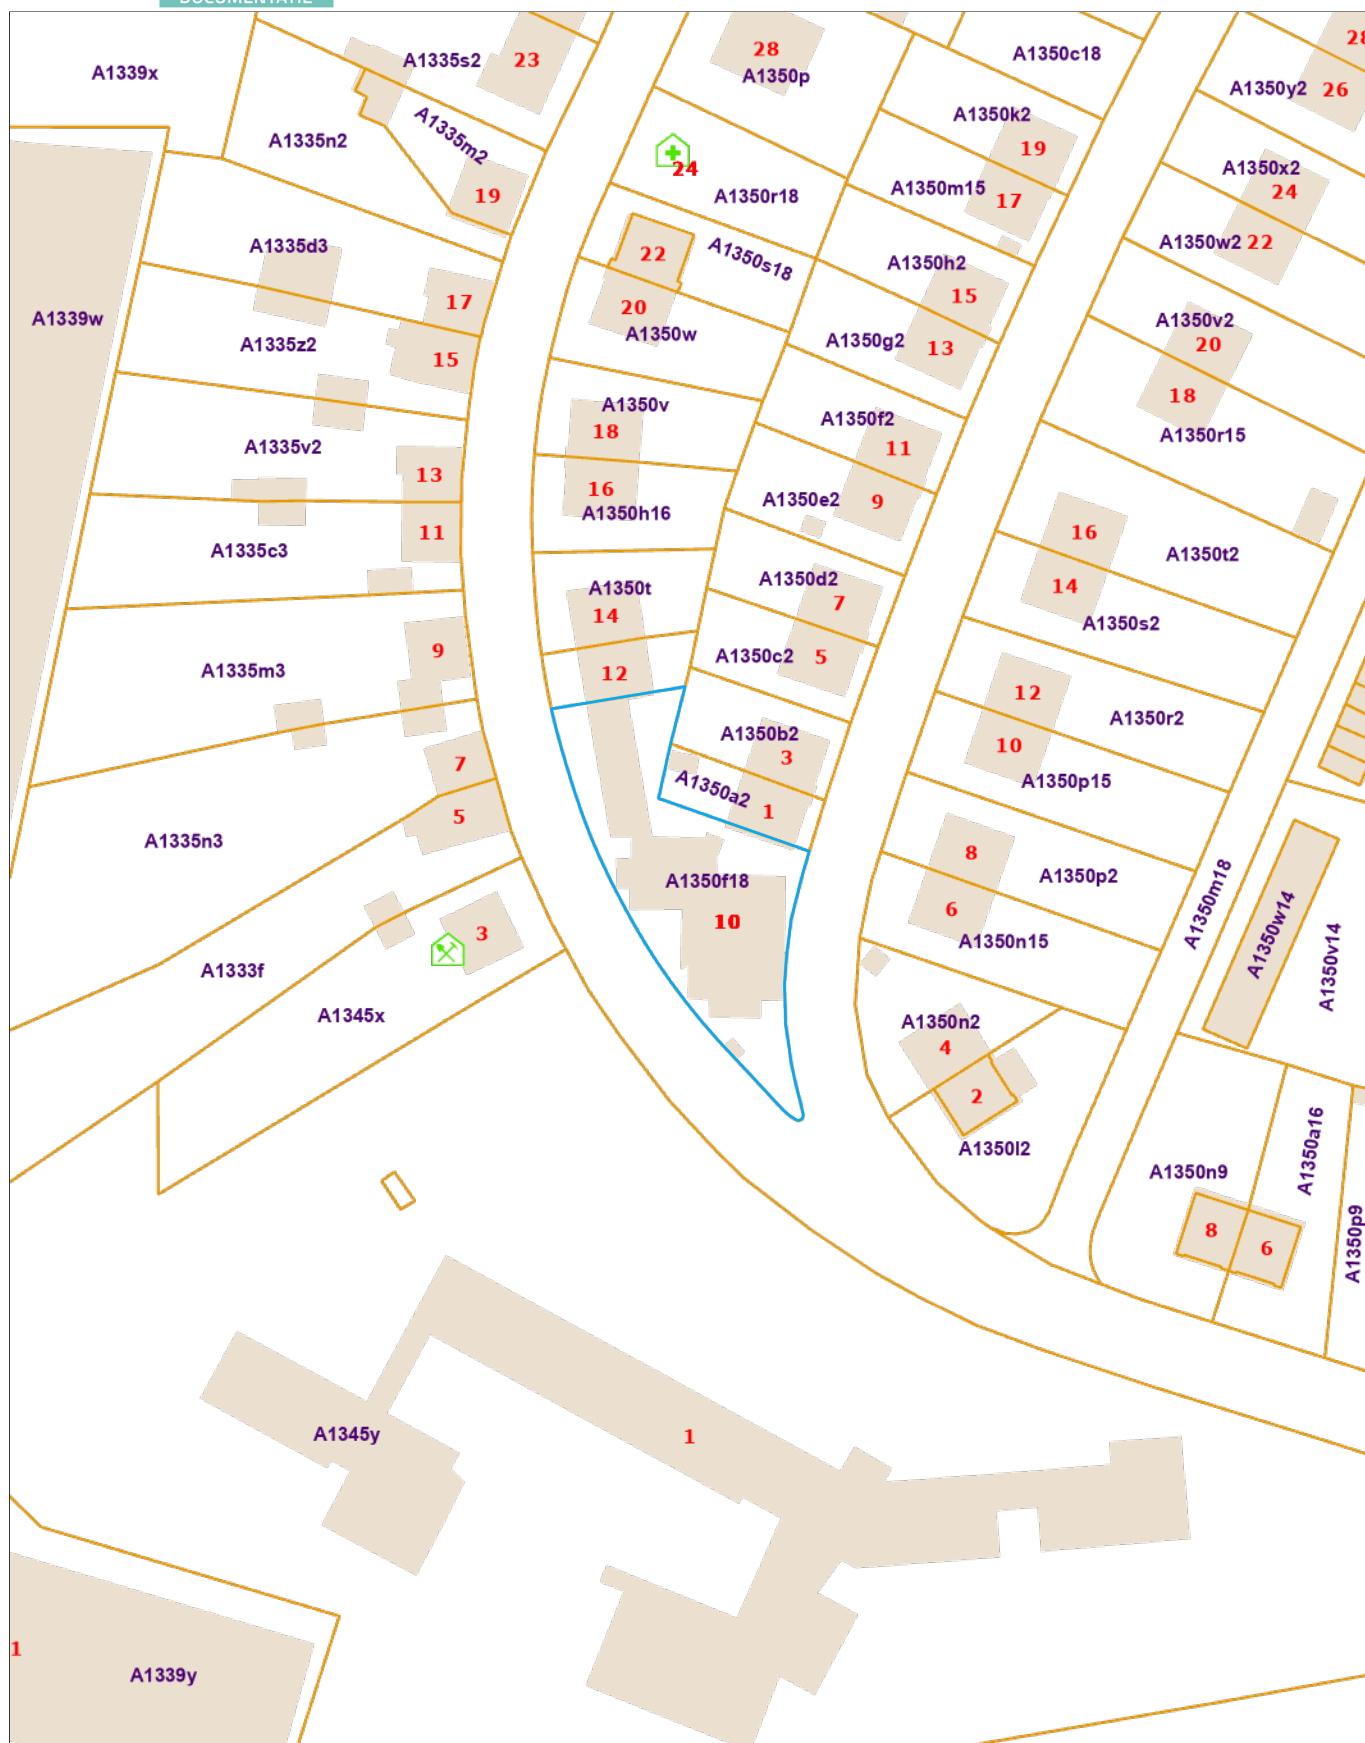 DOCUMENTATIE
28
A1350c18
A1335s2
23
28
A1339x
A1350p
A1350y2
26
A1350k2
A1335n2
A1335m2
19
24
A1350x2
A1350m15
24
A1350r18
19
17
A1335d3
A1350s18
22
A1350w2
22
A1350h2
17
15
20
A1339w
A1350w
A1350v2
A1335z2
A1350g2
13
20
15
18
A1350v
A1350f2
18
A1350r15
A1335v2
11
13
16
A1350e2
9
A1350h16
11
16
A1335c3
A1350t2
A1350t
A1350d2
14
14
7
A1350s2
9
A1335m3
12
A1350c2
5
12
A1350r2
A1350b2
10
7
3
A1350a2
A1350p15
1
5
A1335n3
8
A1350f18
A1350p2
A1350m18
6
10
3
A1350n15
A1350w14
A1350v14
A1333f
A1345x
A1350n2
4
2
A1350l2
A1350a16
A1350n9
8
6
A1350p9
A1345y
1
1
A1339y